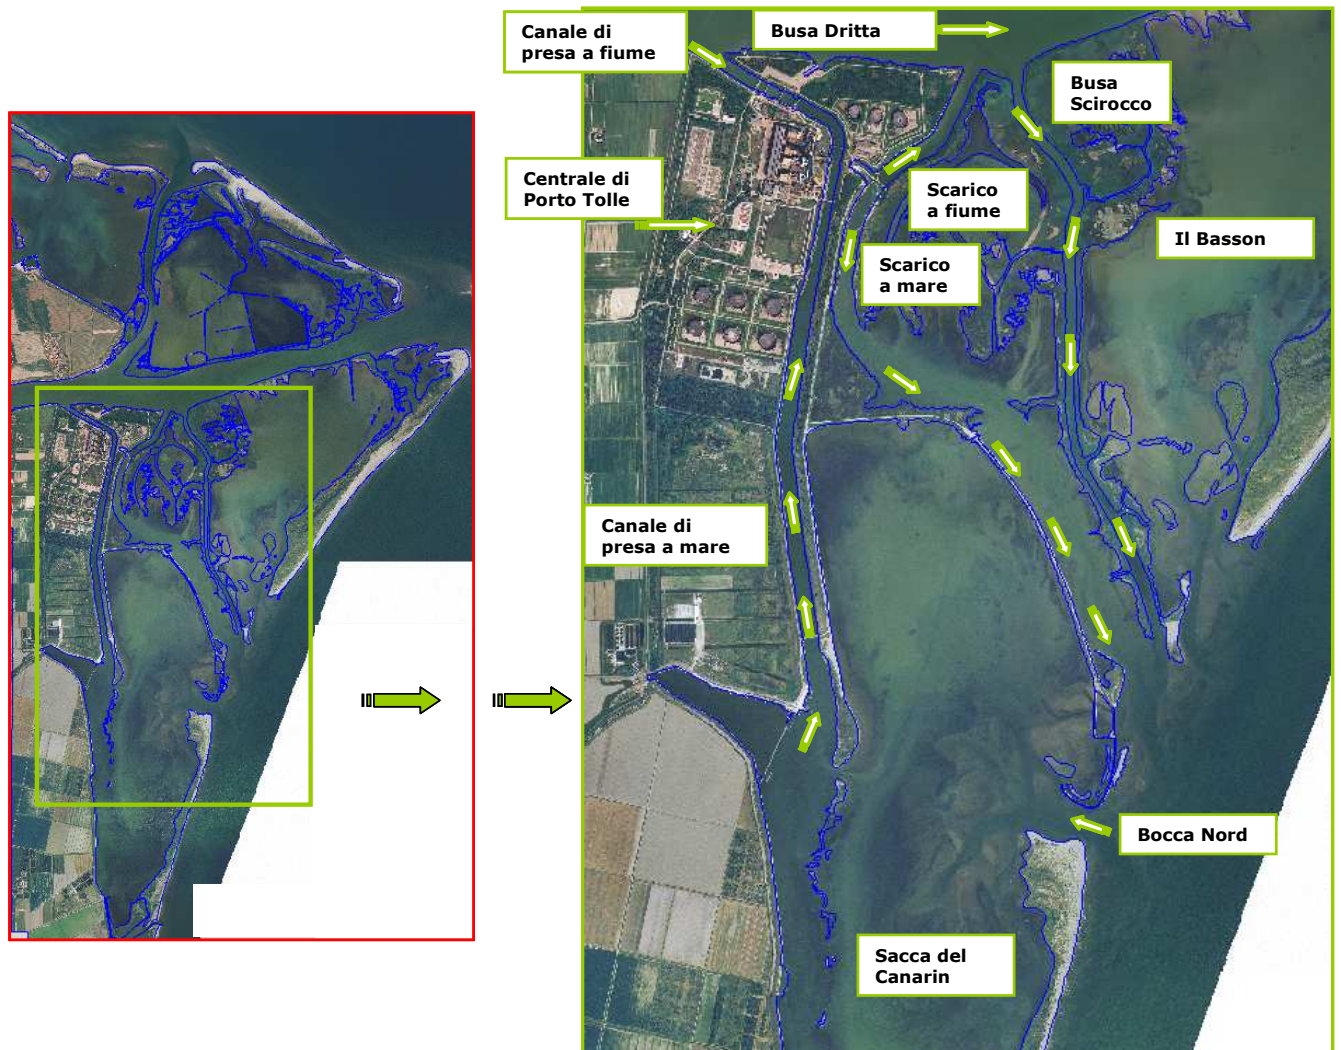 Canale di
presa a fiume
Busa Dritta
Busa
Scirocco
Centrale di
Porto Tolle
Scarico
a fiume
Il Basson
Scarico
a mare
Canale di
presa a mare
Bocca Nord
Sacca del
Canarin